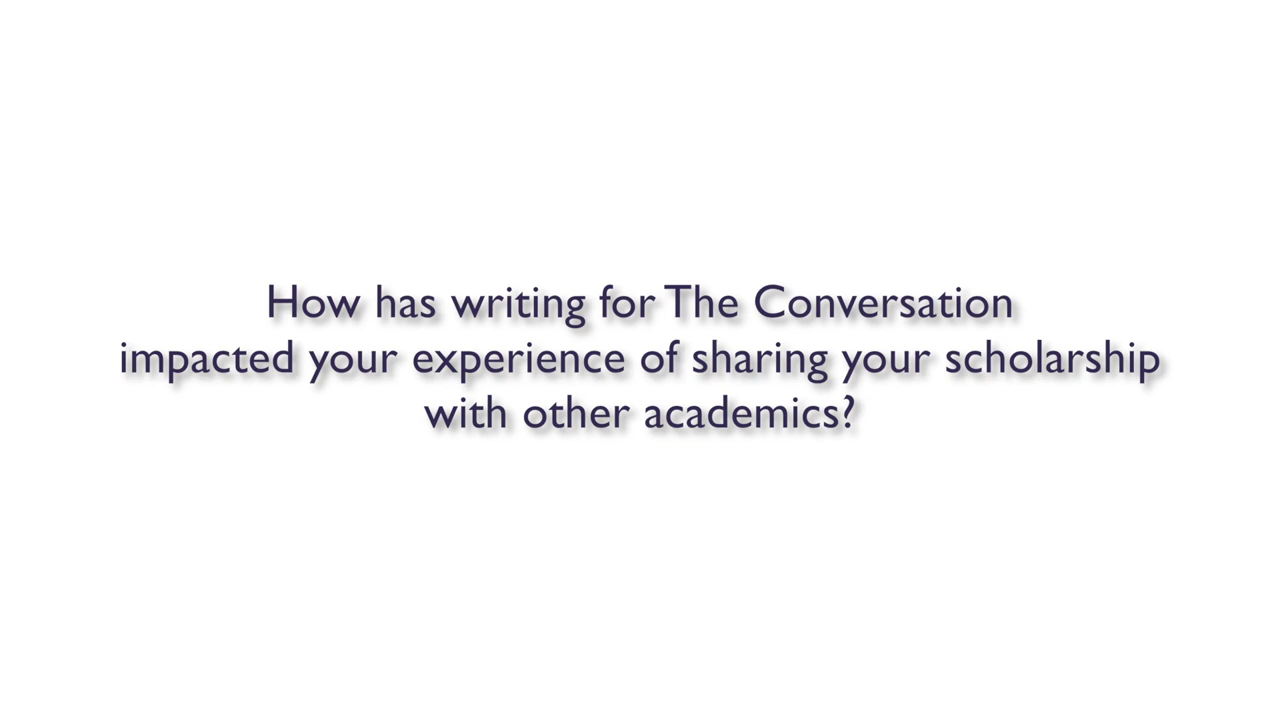 How has writing for The Conversation
impacted your experience of sharing your scholarship
with other academics?